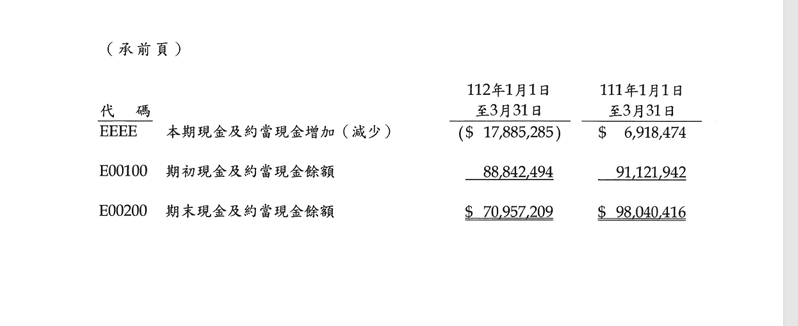 （承前頁）
112年1月1日 111年1月1日
代 碼 至3月31日 至3月31日
EEEE 本期現金及約當現金增加（減少） ($ 17,885,285) $ 6,918,474
E00100 期初現金及約當現金餘額 88,842,494 91,121,942
E00200 期末現金及約當現金餘額 $ 70,957,209 $ 98,040,416